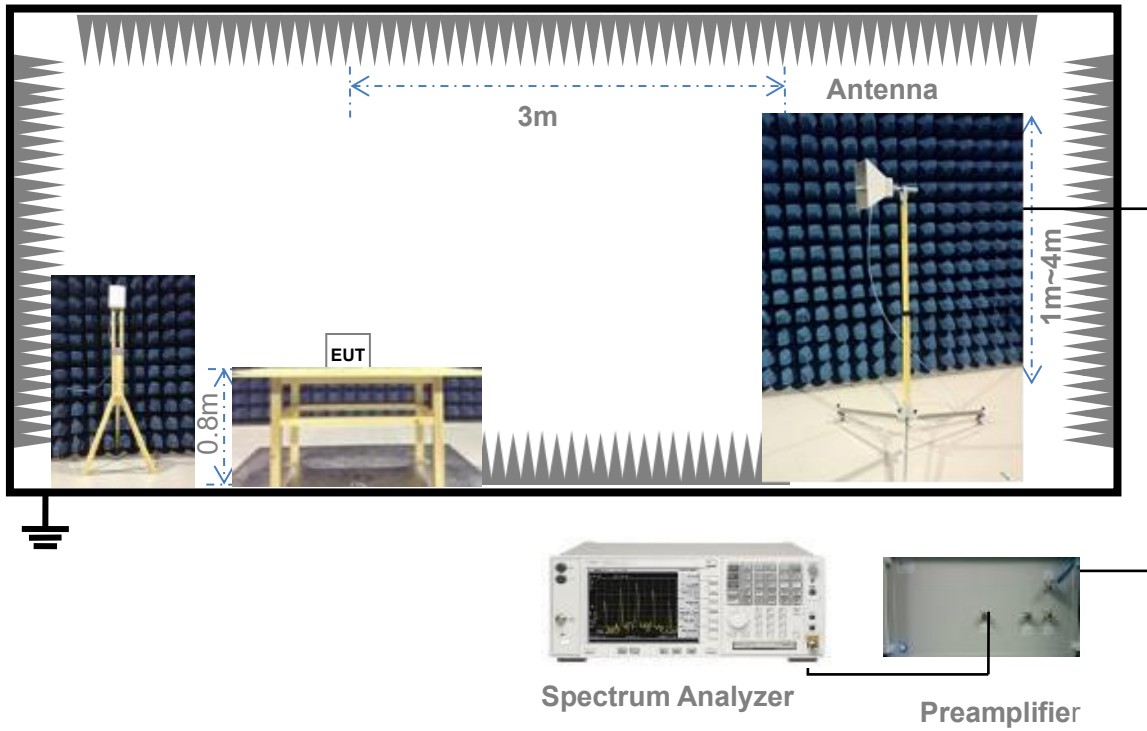 Antenna
3m
1m~4m
EUT
0.8m
Spectrum Analyzer
Preamplifier